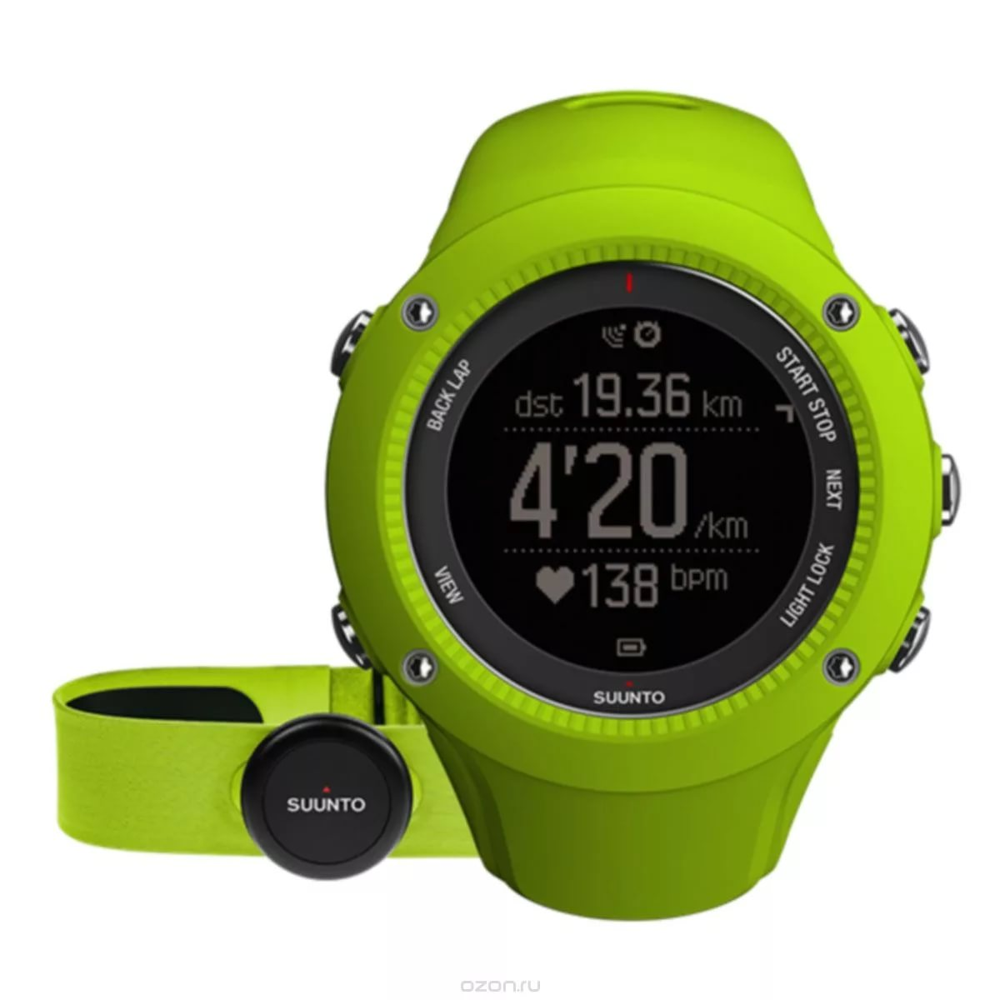 dst 19.36 km
4'20 /km
138 bpm
BACK LAP
START STOP
NEXT
LIGHT LOCK
VIEW
SUUNTO
SUUNTO
ozon.ru